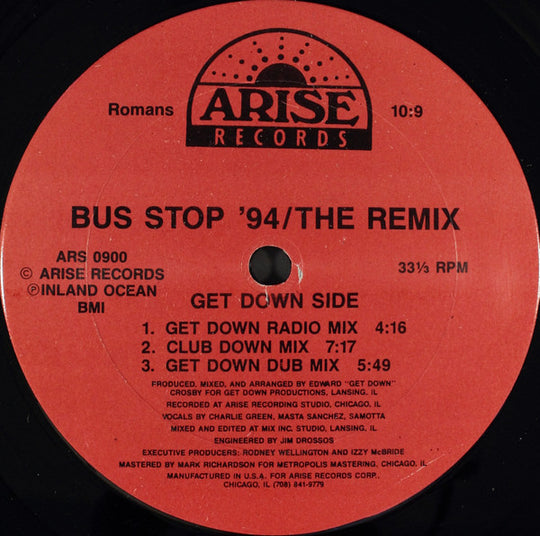 Romans
ARISE
RECORDS
10:9
BUS STOP '94/THE REMIX
ARS 0900
© ARISE RECORDS
℗INLAND OCEAN
BMI
33⅓ RPM
GET DOWN SIDE
1. GET DOWN RADIO MIX 4:16
2. CLUB DOWN MIX 7:17
3. GET DOWN DUB MIX 5:49
PRODUCED, MIXED, AND ARRANGED BY EDWARD "GET DOWN"
CROSBY FOR GET DOWN PRODUCTIONS, LANSING, IL
RECORDED AT ARISE RECORDING STUDIO, CHICAGO, IL
VOCALS BY CHARLIE GREEN, MASTA SANCHEZ, SAMOTTA
MIXED AND EDITED AT MIX INC. STUDIO, LANSING, IL
ENGINEERED BY JIM DROSSOS
EXECUTIVE PRODUCERS: RODNEY WELLINGTON AND IZZY McBRIDE
MASTERED BY MARK RICHARDSON FOR METROPOLIS MASTERING, CHICAGO, IL
MANUFACTURED IN U.S.A. FOR ARISE RECORDS CORP.,
CHICAGO, IL (708) 841-9779